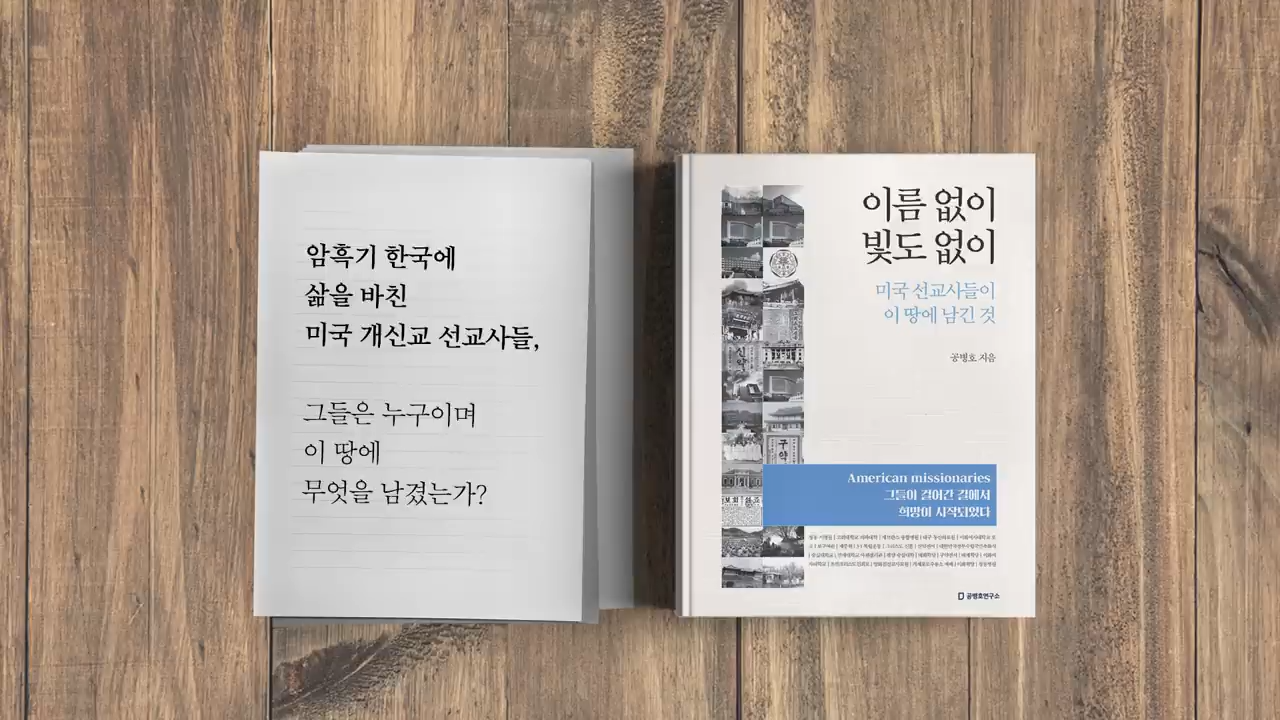 암흑기 한국에
삶을 바친
미국 개신교 선교사들,
그들은 누구이며
이 땅에
무엇을 남겼는가?
이름 없이
빛도 없이
미국 선교사들이
이 땅에 남긴 것
공병호 지음
신약
구약
American missionaries
그들이 걸어간 길에서
희망이 시작되었다
공병호연구소